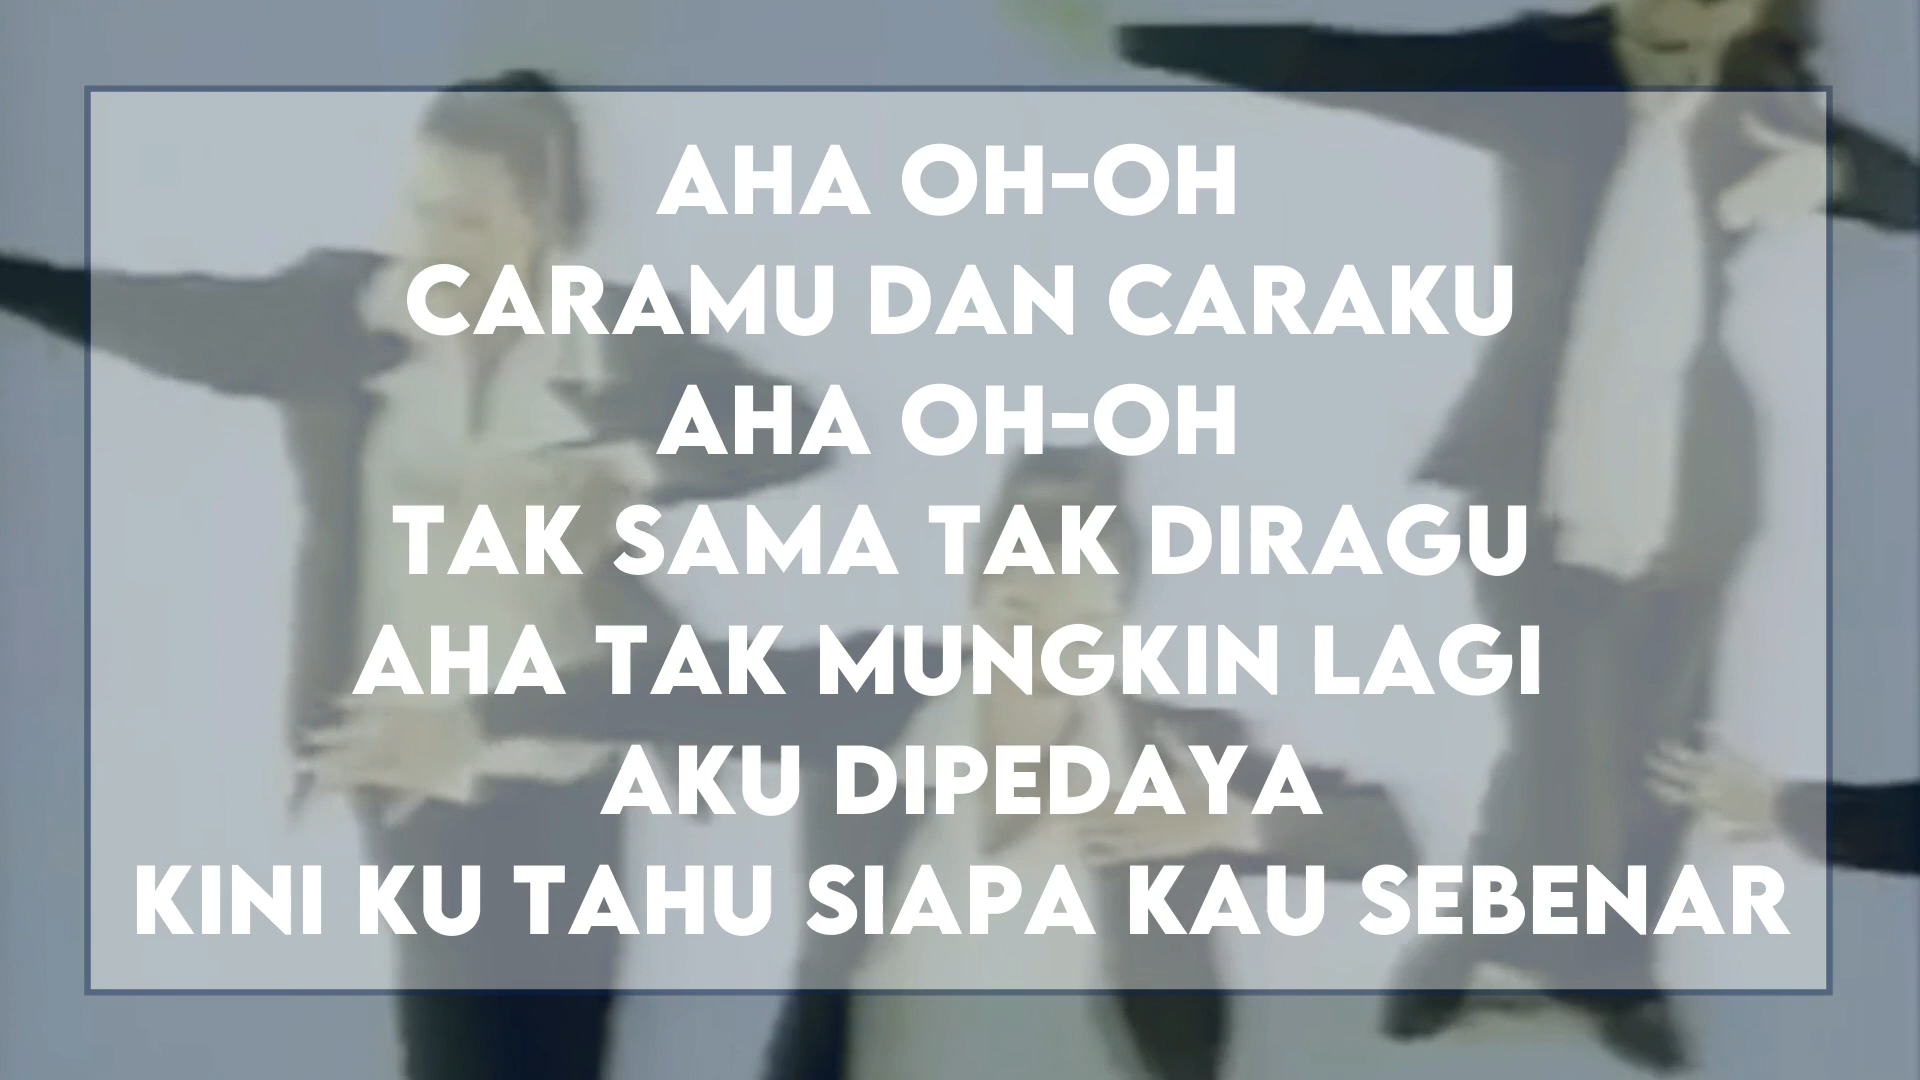 AHA OH-OH
CARAMU DAN CARAKU
AHA OH-OH
TAK SAMA TAK DIRAGU
AHA TAK MUNGKIN LAGI
AKU DIPEDAYA
KINI KU TAHU SIAPA KAU SEBENAR